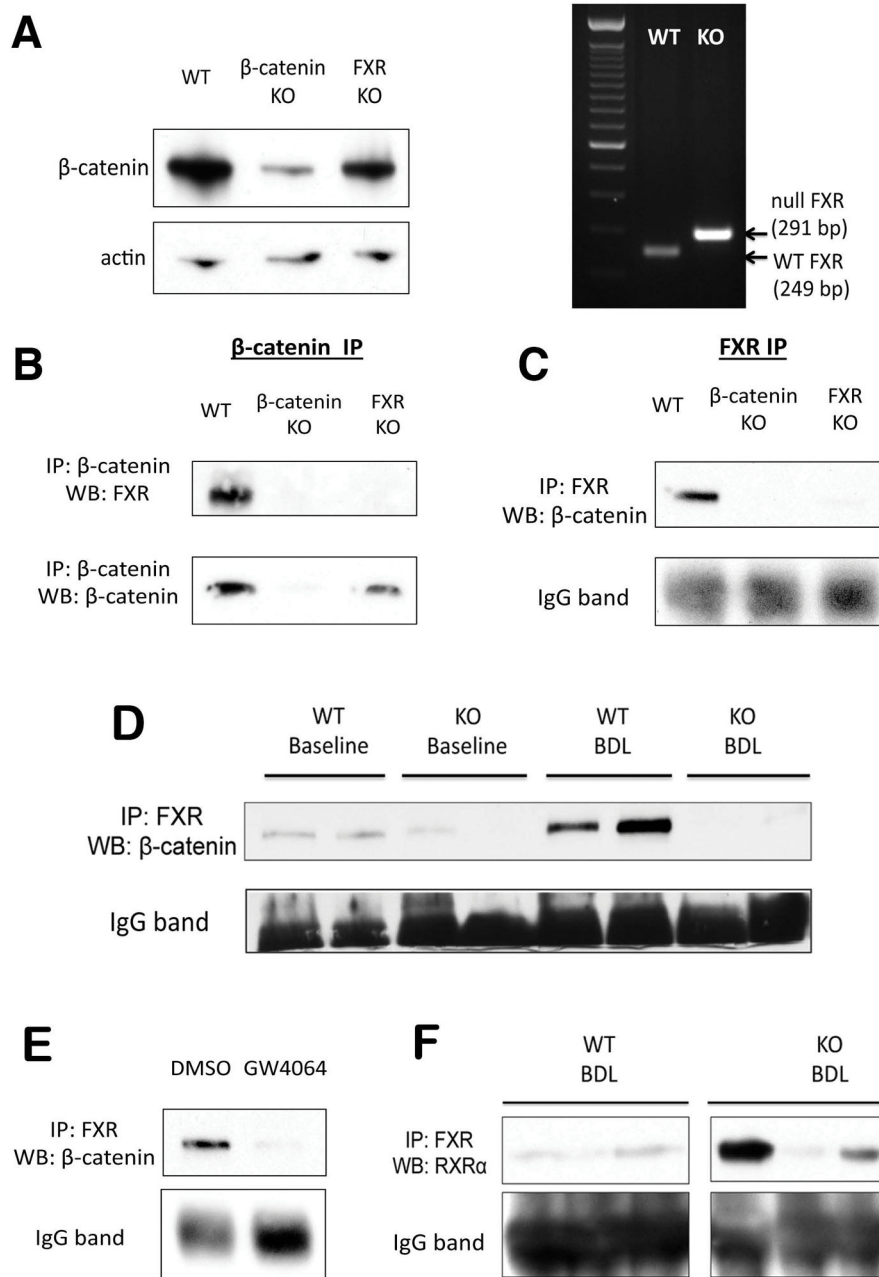 A
WT
β-catenin
KO
FXR
KO
β-catenin
actin
WT KO
null FXR
(291 bp)
WT FXR
(249 bp)
B
β-catenin IP
WT
β-catenin
KO
FXR
KO
IP: β-catenin
WB: FXR
IP: β-catenin
WB: β-catenin
C
FXR IP
WT
β-catenin
KO
FXR
KO
IP: FXR
WB: β-catenin
IgG band
D
WT
Baseline
KO
Baseline
WT
BDL
KO
BDL
IP: FXR
WB: β-catenin
IgG band
E
DMSO GW4064
IP: FXR
WB: β-catenin
IgG band
F
WT
BDL
KO
BDL
IP: FXR
WB: RXRα
IgG band